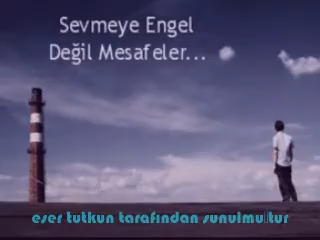 Sevmeye Engel
Değil Mesafeler...
eser tutkun tarafından sunulmuştur